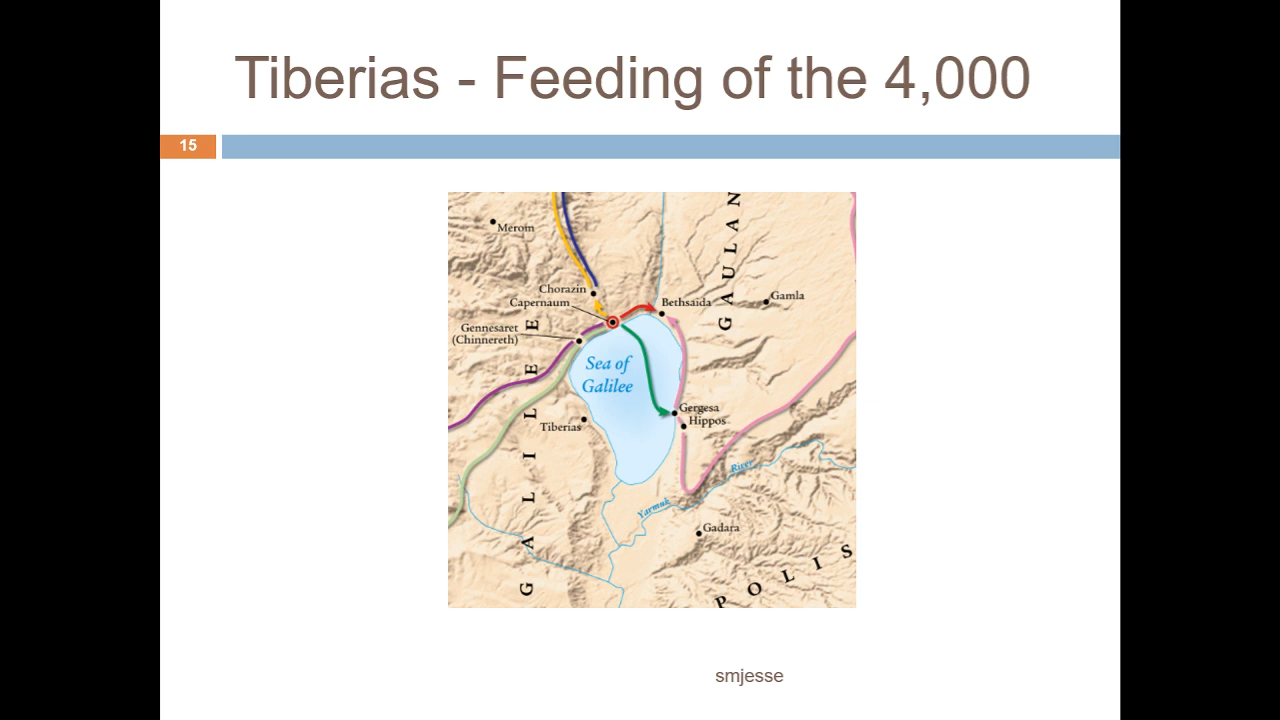 Tiberias - Feeding of the 4,000
15
Merom
GAULAN
Chorazin
Capernaum
Bethsaida
Gamla
Gennesaret
(Chinnereth)
Sea of
Galilee
GALILEE
Gergesa
Hippos
Tiberias
Yarmuk River
Gadara
POLIS
smjesse